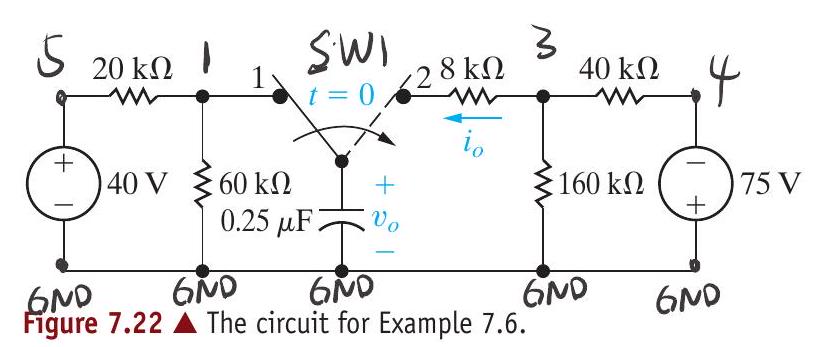 5 20 kΩ 1 1 SW1 t = 0 2 8 kΩ 3 40 kΩ 4
i_o
+ 40 V 60 kΩ + 160 kΩ − 75 V
− 0.25 μF v_o +
−
GND GND GND GND GND
Figure 7.22 ▲ The circuit for Example 7.6.